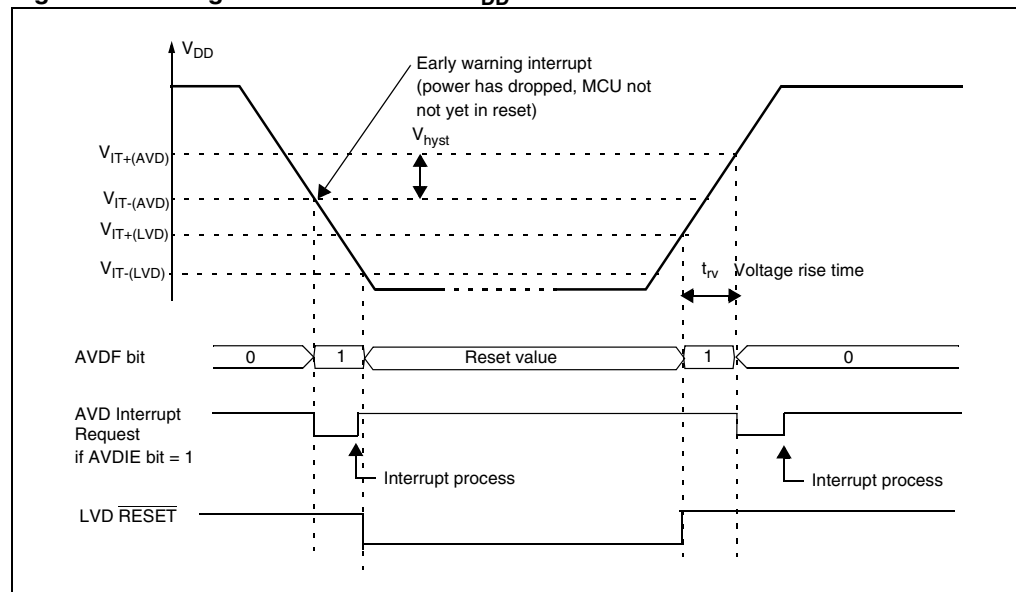 V_DD
Early warning interrupt
(power has dropped, MCU not
not yet in reset)
V_hyst
V_IT+(AVD)
V_IT-(AVD)
V_IT+(LVD)
V_IT-(LVD)
t_rv Voltage rise time
AVDF bit
0
1
Reset value
1
0
AVD Interrupt
Request
if AVDIE bit = 1
Interrupt process
Interrupt process
LVD RESET